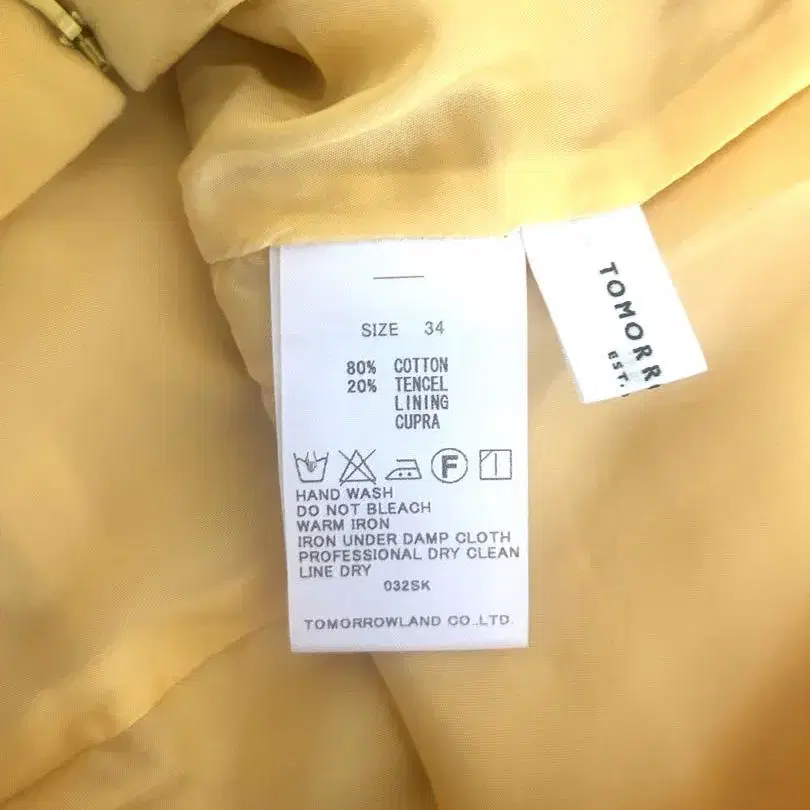 SIZE 34
80% COTTON
20% TENCEL
LINING
CUPRA
F
HAND WASH
DO NOT BLEACH
WARM IRON
IRON UNDER DAMP CLOTH
PROFESSIONAL DRY CLEAN
LINE DRY
032SK
TOMORROWLAND CO.,LTD.
TOMORR
EST.